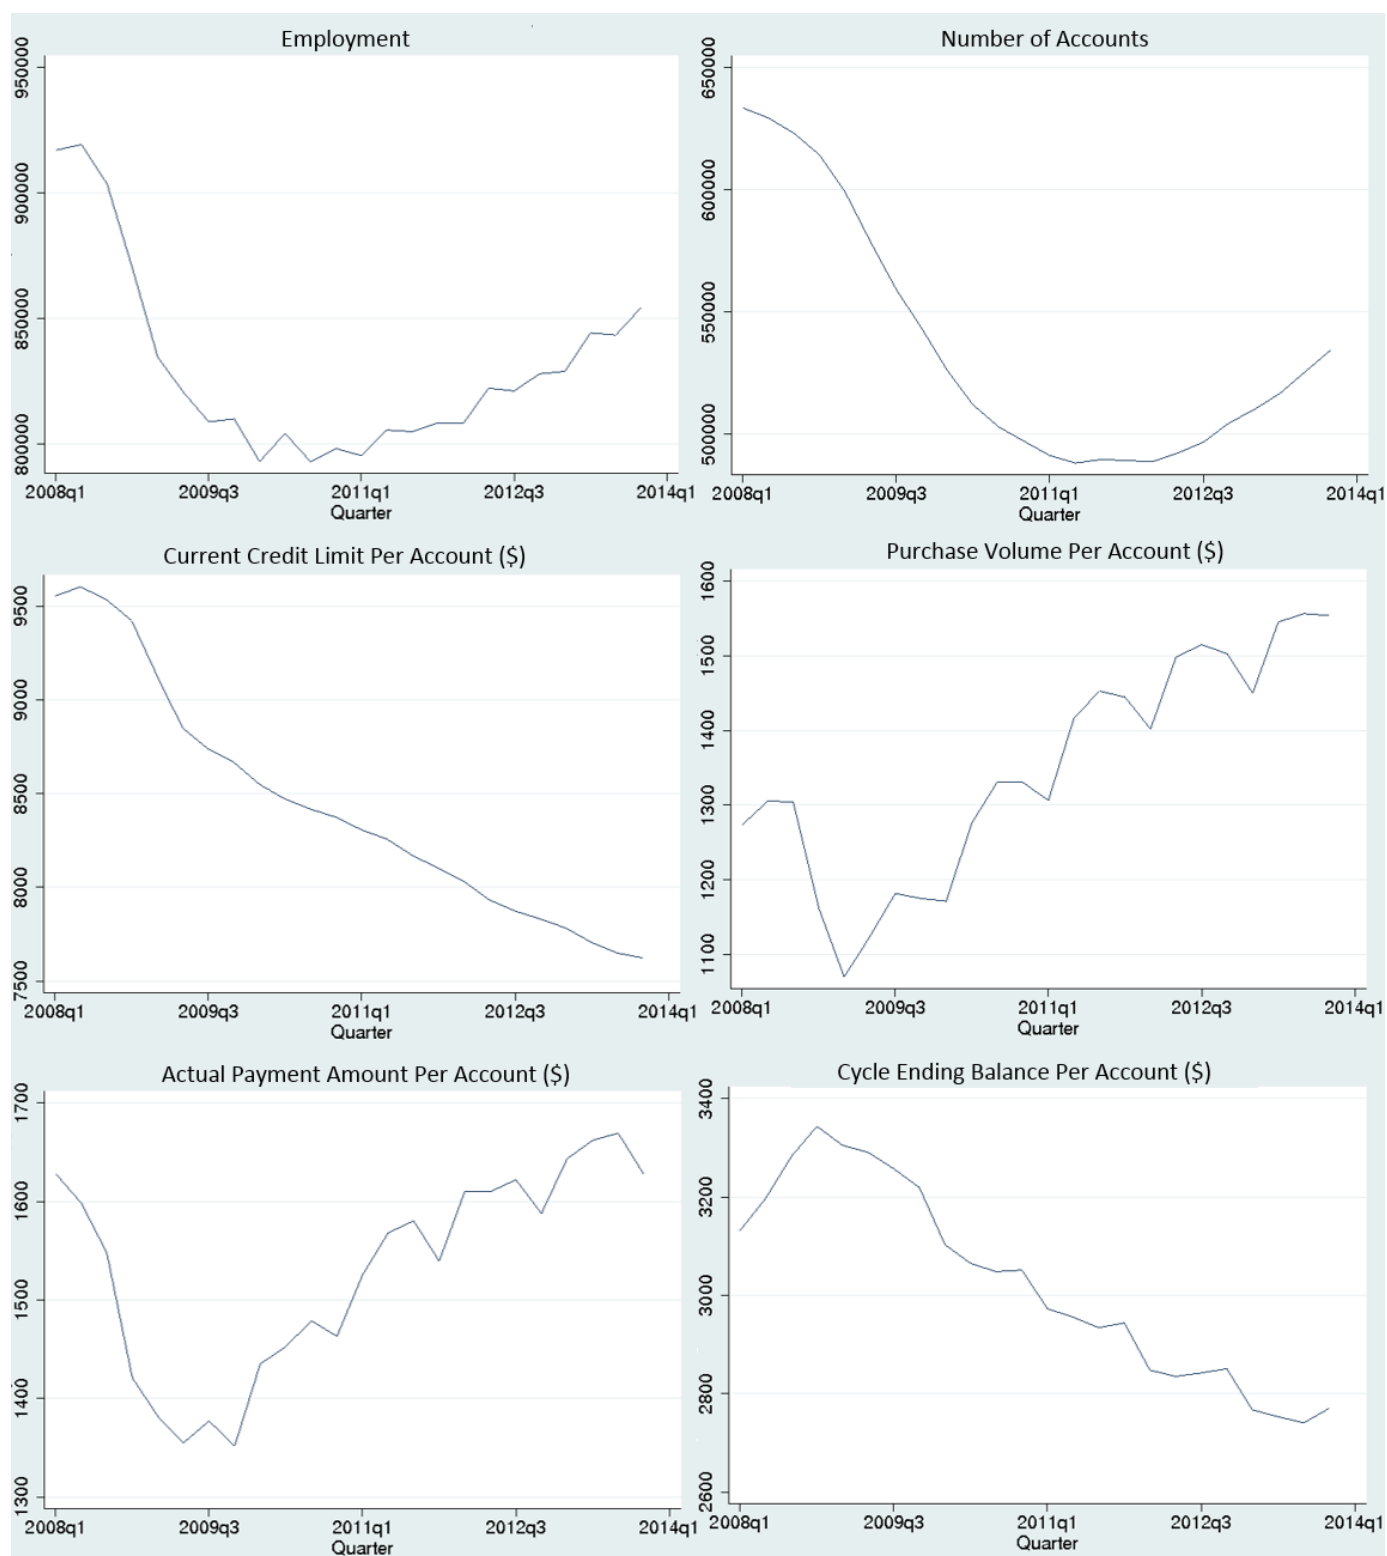 Employment
950000
900000
850000
800000
2008q1 2009q3 2011q1 2012q3 2014q1
Quarter
Number of Accounts
650000
600000
550000
500000
2008q1 2009q3 2011q1 2012q3 2014q1
Quarter
Current Credit Limit Per Account ($)
9500
9000
8500
8000
7500
2008q1 2009q3 2011q1 2012q3 2014q1
Quarter
Purchase Volume Per Account ($)
1600
1500
1400
1300
1200
1100
2008q1 2009q3 2011q1 2012q3 2014q1
Quarter
Actual Payment Amount Per Account ($)
1700
1600
1500
1400
1300
2008q1 2009q3 2011q1 2012q3 2014q1
Quarter
Cycle Ending Balance Per Account ($)
3400
3200
3000
2800
2600
2008q1 2009q3 2011q1 2012q3 2014q1
Quarter